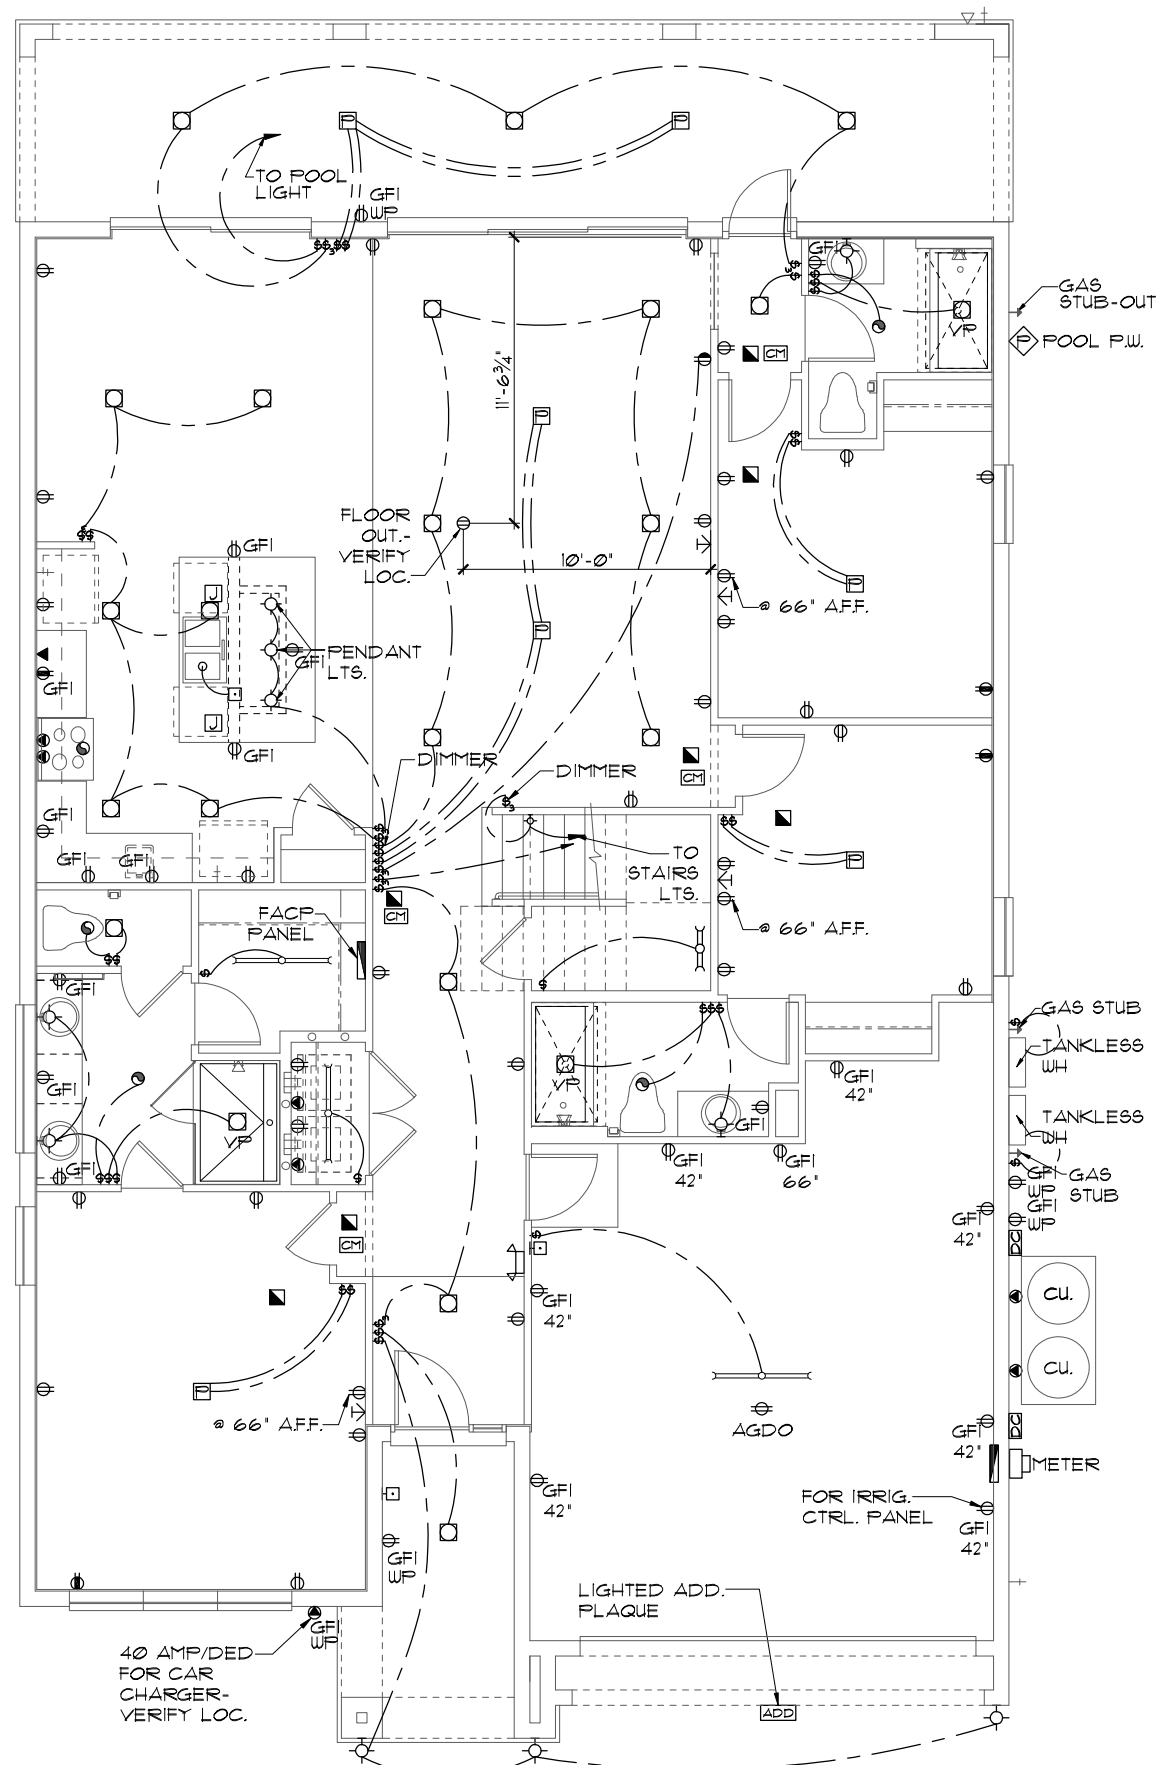 TO POOL
LIGHT
GFI
WP
GFI
VP
GAS
STUB-OUT
P
POOL P.W.
CM
11'-6¾"
FLOOR
OUT.-
VERIFY
LOC.
10'-0"
@ 66" A.F.F.
GFI
J
PENDANT
LTS.
GFI
GFI
J
GFI
DIMMER
DIMMER
CM
GFI
GFI
GFI
TO
STAIRS
LTS.
CM
@ 66" A.F.F.
FACP
PANEL
GFI
GFI
GFI
VP
VP
GFI
GFI
42"
GFI
42"
GFI
66"
GAS STUB
TANKLESS
WH
TANKLESS
WH
GAS
STUB
GFI
WP
GFI
WP
GFI
42"
DC
CM
CU.
CU.
GFI
42"
@ 66" A.F.F.
AGDO
GFI
42"
DC
METER
GFI
42"
FOR IRRIG.
CTRL. PANEL
GFI
42"
GFI
WP
LIGHTED ADD.
PLAQUE
GFI
WP
40 AMP/DED
FOR CAR
CHARGER-
VERIFY LOC.
ADD